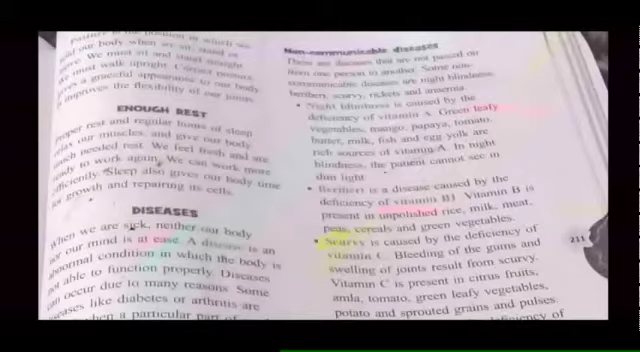 Posture is the position in which we
hold our body when we sit, stand or
move. We must sit and stand straight
We must walk upright. Correct posture
gives a graceful appearance to our body
improves the flexibility of our joints.
ENOUGH REST
Proper rest and regular hours of sleep
relax our muscles, and give our body
much needed rest. We feel fresh and are
ready to work again. We can work more
efficiently. Sleep also gives our body time
for growth and repairing its cells.
DISEASES
When we are sick, neither our body
nor our mind is at ease. A disease is an
abnormal condition in which the body is
not able to function properly. Diseases
can occur due to many reasons. Some
diseases like diabetes or arthritis are
when a particular part of
Non-communicable diseases
These are diseases that are not passed on
from one person to another. Some non-
communicable diseases are night blindness,
beriberi, scurvy, rickets and anaemia.
• Night blindness is caused by the
deficiency of vitamin A. Green leafy
vegetables, mango, papaya, tomato,
butter, milk, fish and egg yolk are
rich sources of vitamin A. In night
blindness, the patient cannot see in
dim light
• Beriberi is a disease caused by the
deficiency of vitamin B1. Vitamin B is
present in unpolished rice, milk, meat,
peas, cereals and green vegetables.
• Scurvy is caused by the deficiency of
vitamin C. Bleeding of the gums and
swelling of joints result from scurvy.
Vitamin C is present in citrus fruits,
amla, tomato, green leafy vegetables,
potato and sprouted grains and pulses.
deficiency of
211